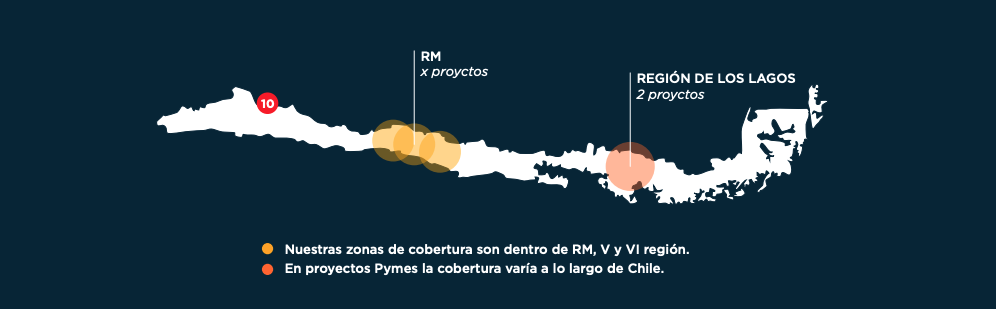 RM
x proyctos
REGIÓN DE LOS LAGOS
2 proyctos
10
Nuestras zonas de cobertura son dentro de RM, V y VI región.
En proyectos Pymes la cobertura varía a lo largo de Chile.